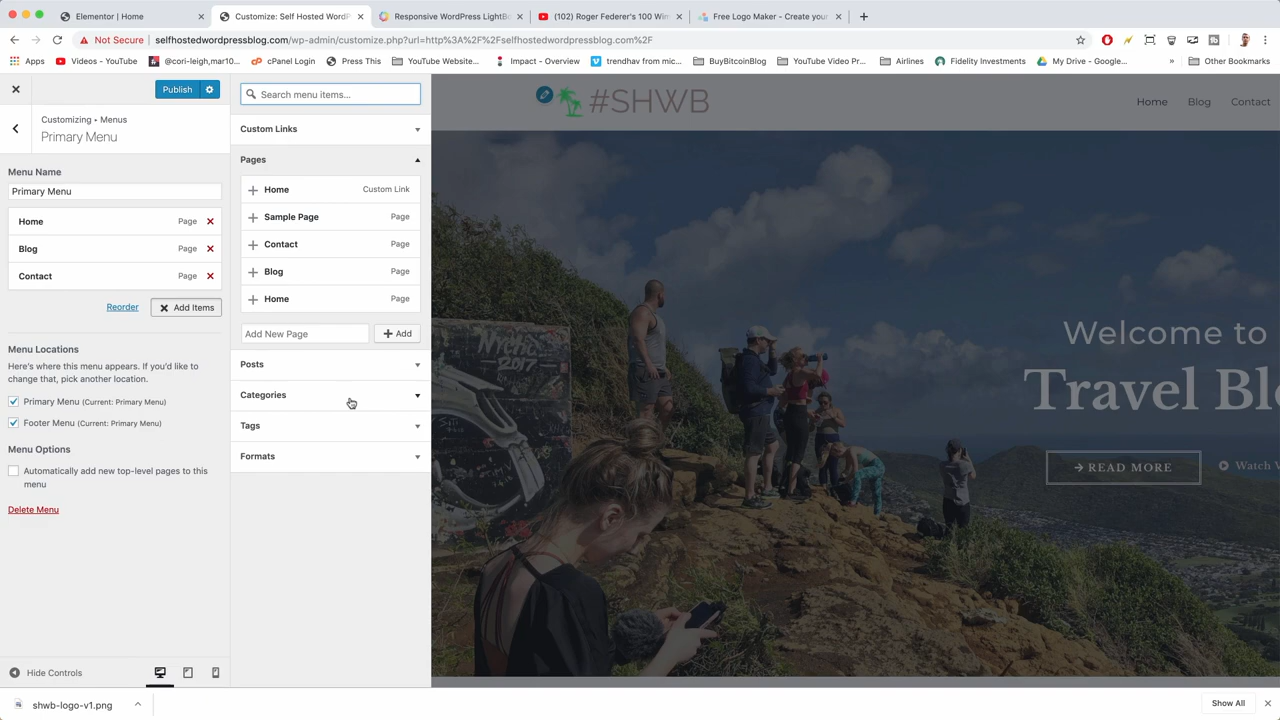 Elementor | Home
Customize: Self Hosted WordP
Responsive WordPress LightBo
(102) Roger Federer's 100 Win
Free Logo Maker - Create your
Not Secure
selfhostedwordpressblog.com/wp-admin/customize.php?url=http%3A%2F%2Fselfhostedwordpressblog.com%2F
Apps
Videos - YouTube
@cori-leigh,mar10...
cPanel Login
Press This
YouTube Website...
Impact - Overview
trendhav from mic...
BuyBitcoinBlog
YouTube Video Pr...
Airlines
Fidelity Investments
My Drive - Google...
»
Other Bookmarks
Publish
Customizing • Menus
Primary Menu
Menu Name
Primary Menu
Home Page
Blog Page
Contact Page
Reorder
Add Items
Menu Locations
Here's where this menu appears. If you'd like to
change that, pick another location.
Primary Menu (Current: Primary Menu)
Footer Menu (Current: Primary Menu)
Menu Options
Automatically add new top-level pages to this
menu
Delete Menu
Hide Controls
Search menu items...
Custom Links
Pages
Home Custom Link
Sample Page Page
Contact Page
Blog Page
Home Page
Add New Page
Add
Posts
Categories
Tags
Formats
#SHWB
Home
Blog
Contact
NYHC
2017
Welcome to
Travel Bl
READ MORE
Watch V
shwb-logo-v1.png
Show All